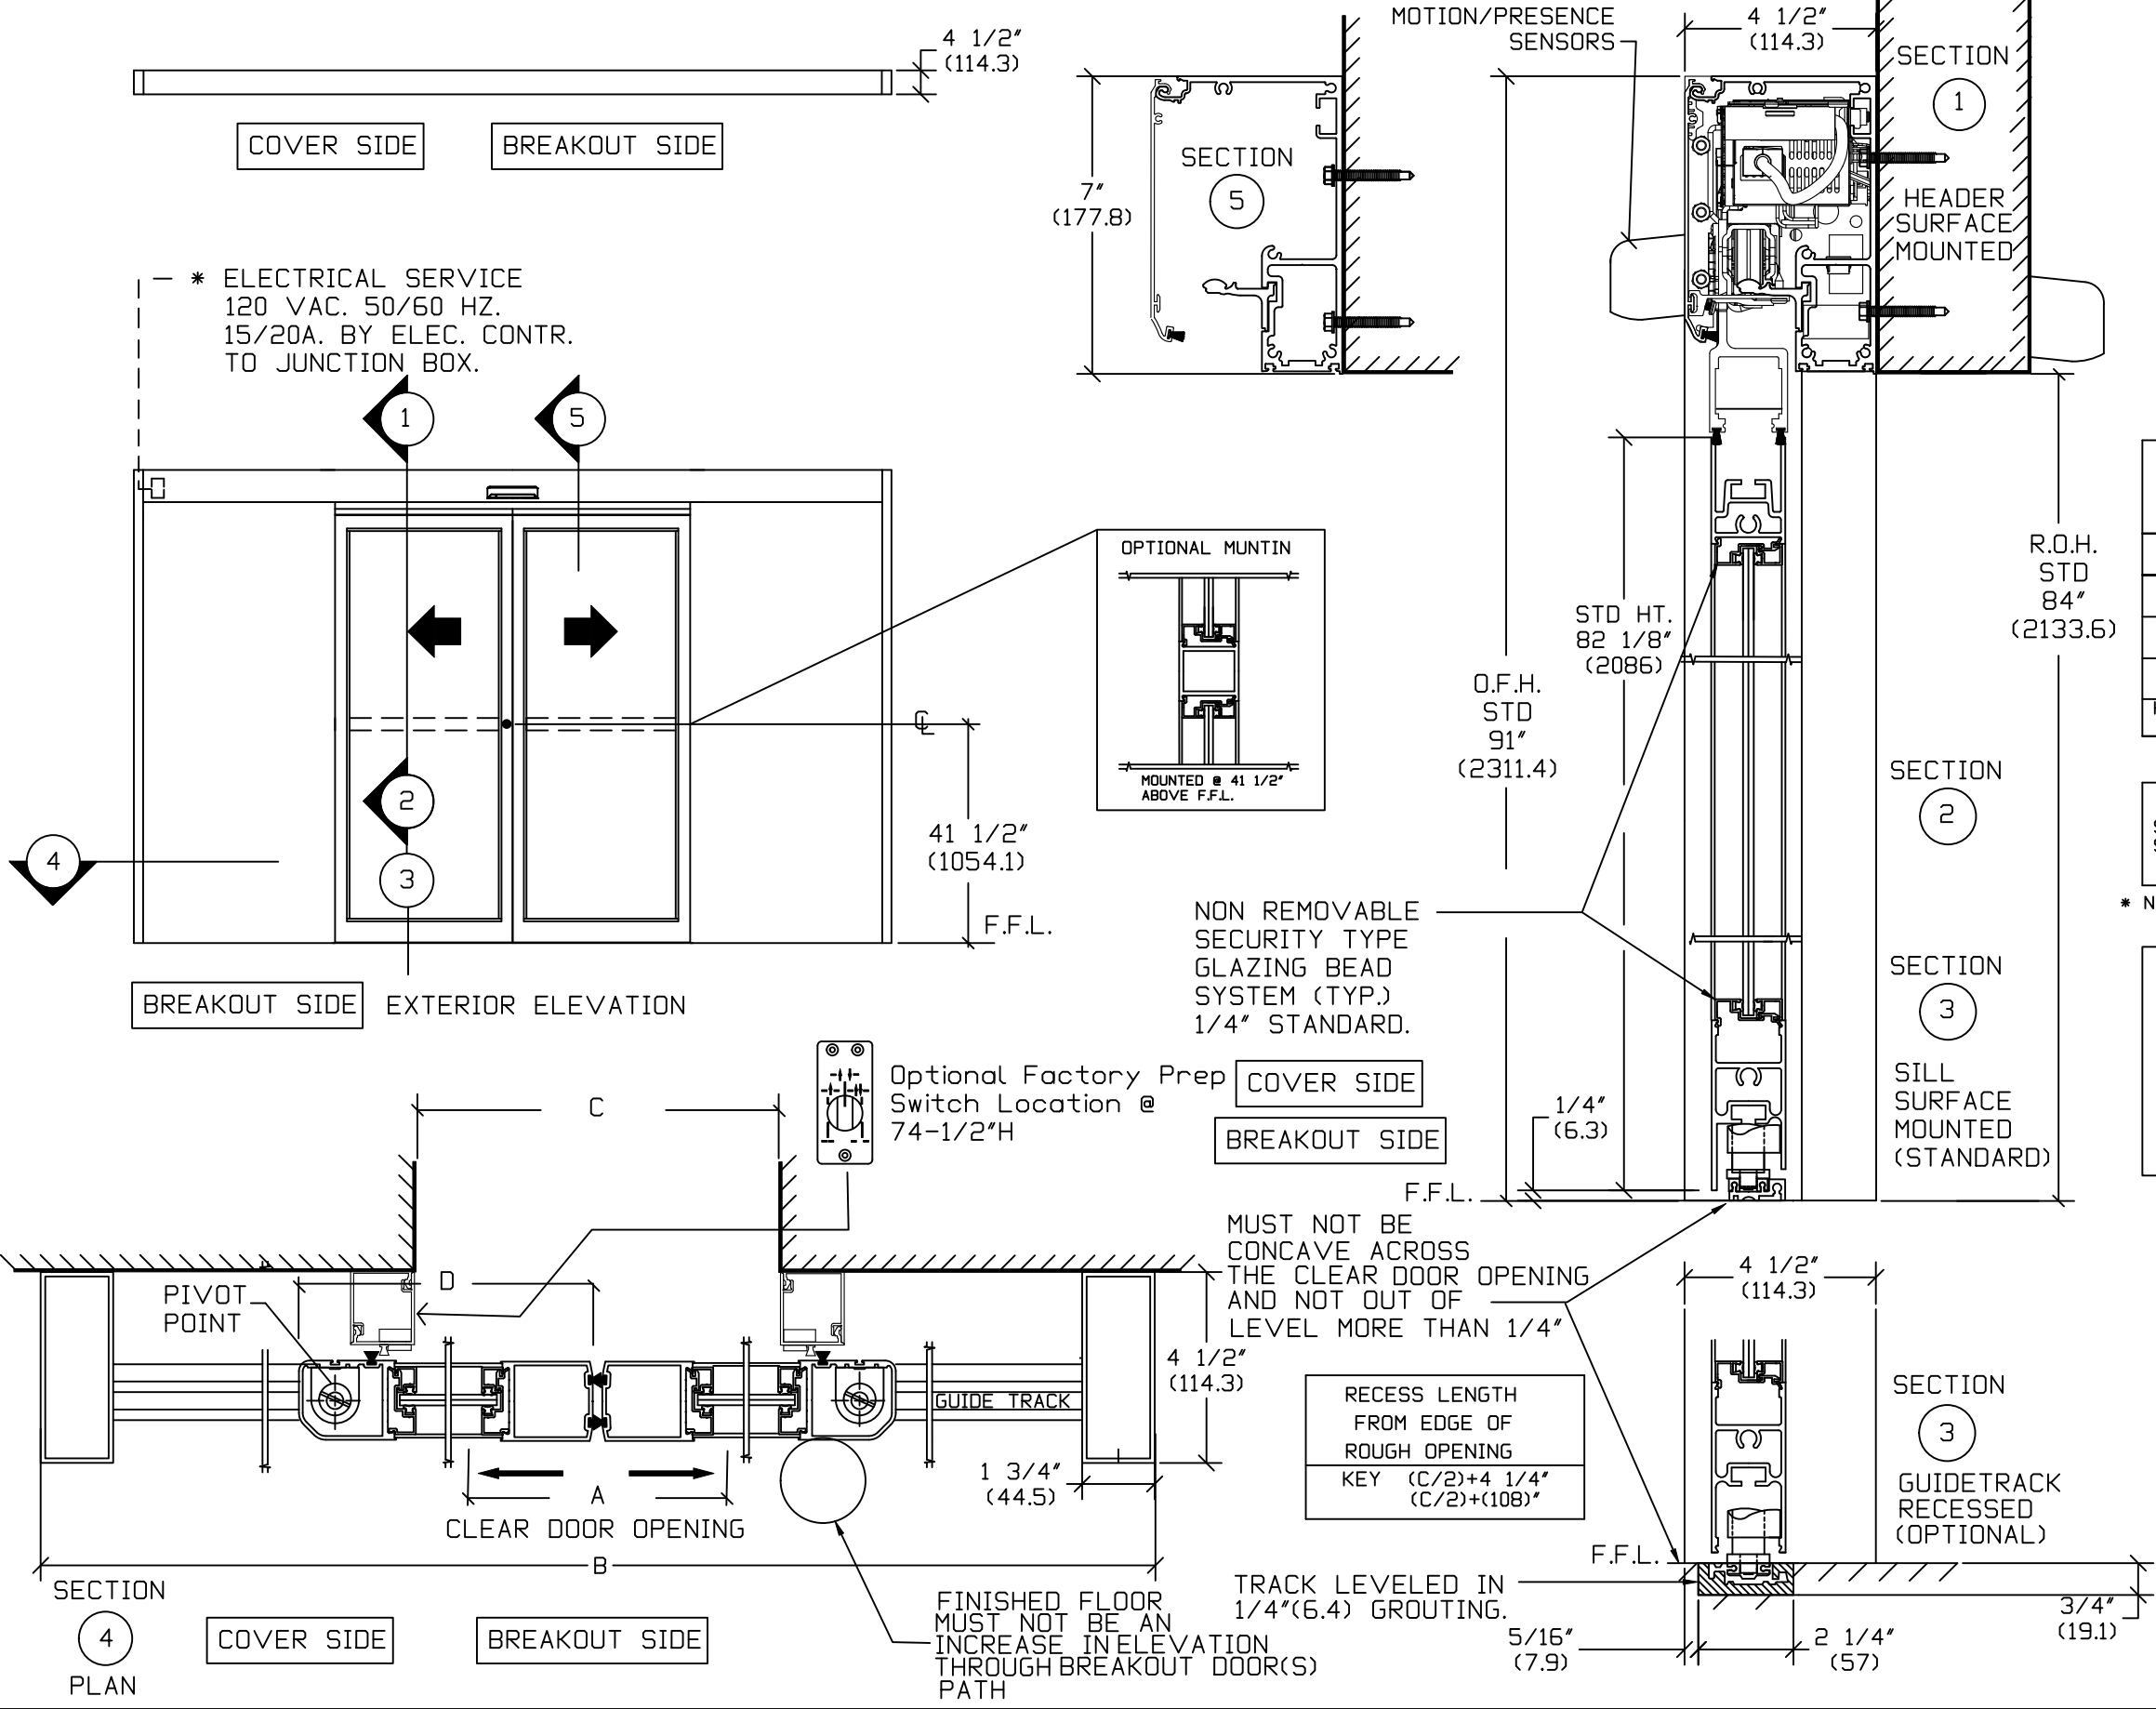 4 1/2"
(114.3)
COVER SIDE
BREAKOUT SIDE
* ELECTRICAL SERVICE
120 VAC. 50/60 HZ.
15/20A. BY ELEC. CONTR.
TO JUNCTION BOX.
1
5
2
3
4
℄
41 1/2"
(1054.1)
F.F.L.
BREAKOUT SIDE
EXTERIOR ELEVATION
OPTIONAL MUNTIN
MOUNTED @ 41 1/2"
ABOVE F.F.L.
7"
(177.8)
SECTION
5
MOTION/PRESENCE
SENSORS
4 1/2"
(114.3)
SECTION
1
HEADER
SURFACE
MOUNTED
R.O.H.
STD
84"
(2133.6)
STD HT.
82 1/8"
(2086)
O.F.H.
STD
91"
(2311.4)
SECTION
2
NON REMOVABLE
SECURITY TYPE
GLAZING BEAD
SYSTEM (TYP.)
1/4" STANDARD.
SECTION
3
SILL
SURFACE
MOUNTED
(STANDARD)
COVER SIDE
BREAKOUT SIDE
1/4"
(6.3)
F.F.L.
* N
Optional Factory Prep
Switch Location @
74-1/2"H
C
D
PIVOT
POINT
GUIDE TRACK
4 1/2"
(114.3)
1 3/4"
(44.5)
A
CLEAR DOOR OPENING
B
SECTION
4
PLAN
COVER SIDE
BREAKOUT SIDE
FINISHED FLOOR
MUST NOT BE AN
INCREASE IN ELEVATION
THROUGH BREAKOUT DOOR(S)
PATH
MUST NOT BE
CONCAVE ACROSS
THE CLEAR DOOR OPENING
AND NOT OUT OF
LEVEL MORE THAN 1/4"
RECESS LENGTH
FROM EDGE OF
ROUGH OPENING
KEY (C/2)+4 1/4"
(C/2)+(108)"
4 1/2"
(114.3)
SECTION
3
GUIDETRACK
RECESSED
(OPTIONAL)
F.F.L.
TRACK LEVELED IN
1/4"(6.4) GROUTING.
5/16"
(7.9)
2 1/4"
(57)
3/4"
(19.1)